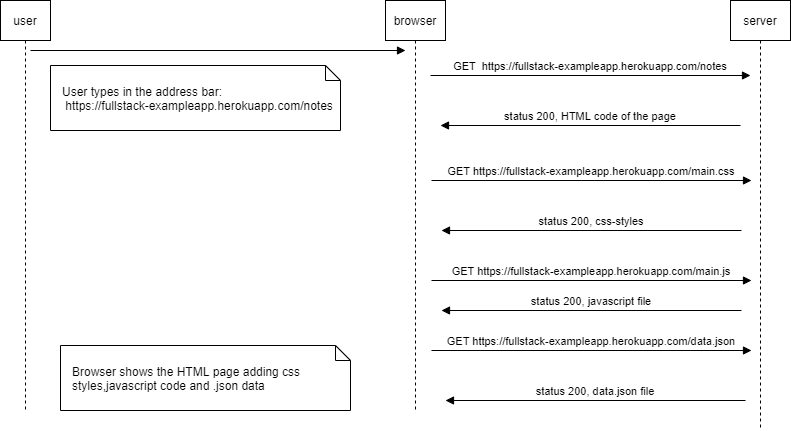 user
browser
server
GET https://fullstack-exampleapp.herokuapp.com/notes
User types in the address bar:
https://fullstack-exampleapp.herokuapp.com/notes
status 200, HTML code of the page
GET https://fullstack-exampleapp.herokuapp.com/main.css
status 200, css-styles
GET https://fullstack-exampleapp.herokuapp.com/main.js
status 200, javascript file
GET https://fullstack-exampleapp.herokuapp.com/data.json
Browser shows the HTML page adding css
styles,javascript code and .json data
status 200, data.json file